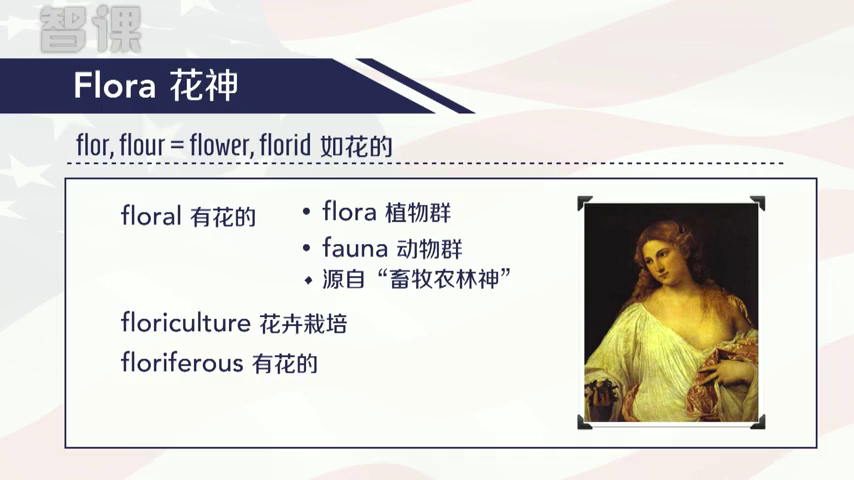 智课
Flora 花神
flor, flour = flower, florid 如花的
floral 有花的
• flora 植物群
• fauna 动物群
◆ 源自“畜牧农林神”
floriculture 花卉栽培
floriferous 有花的